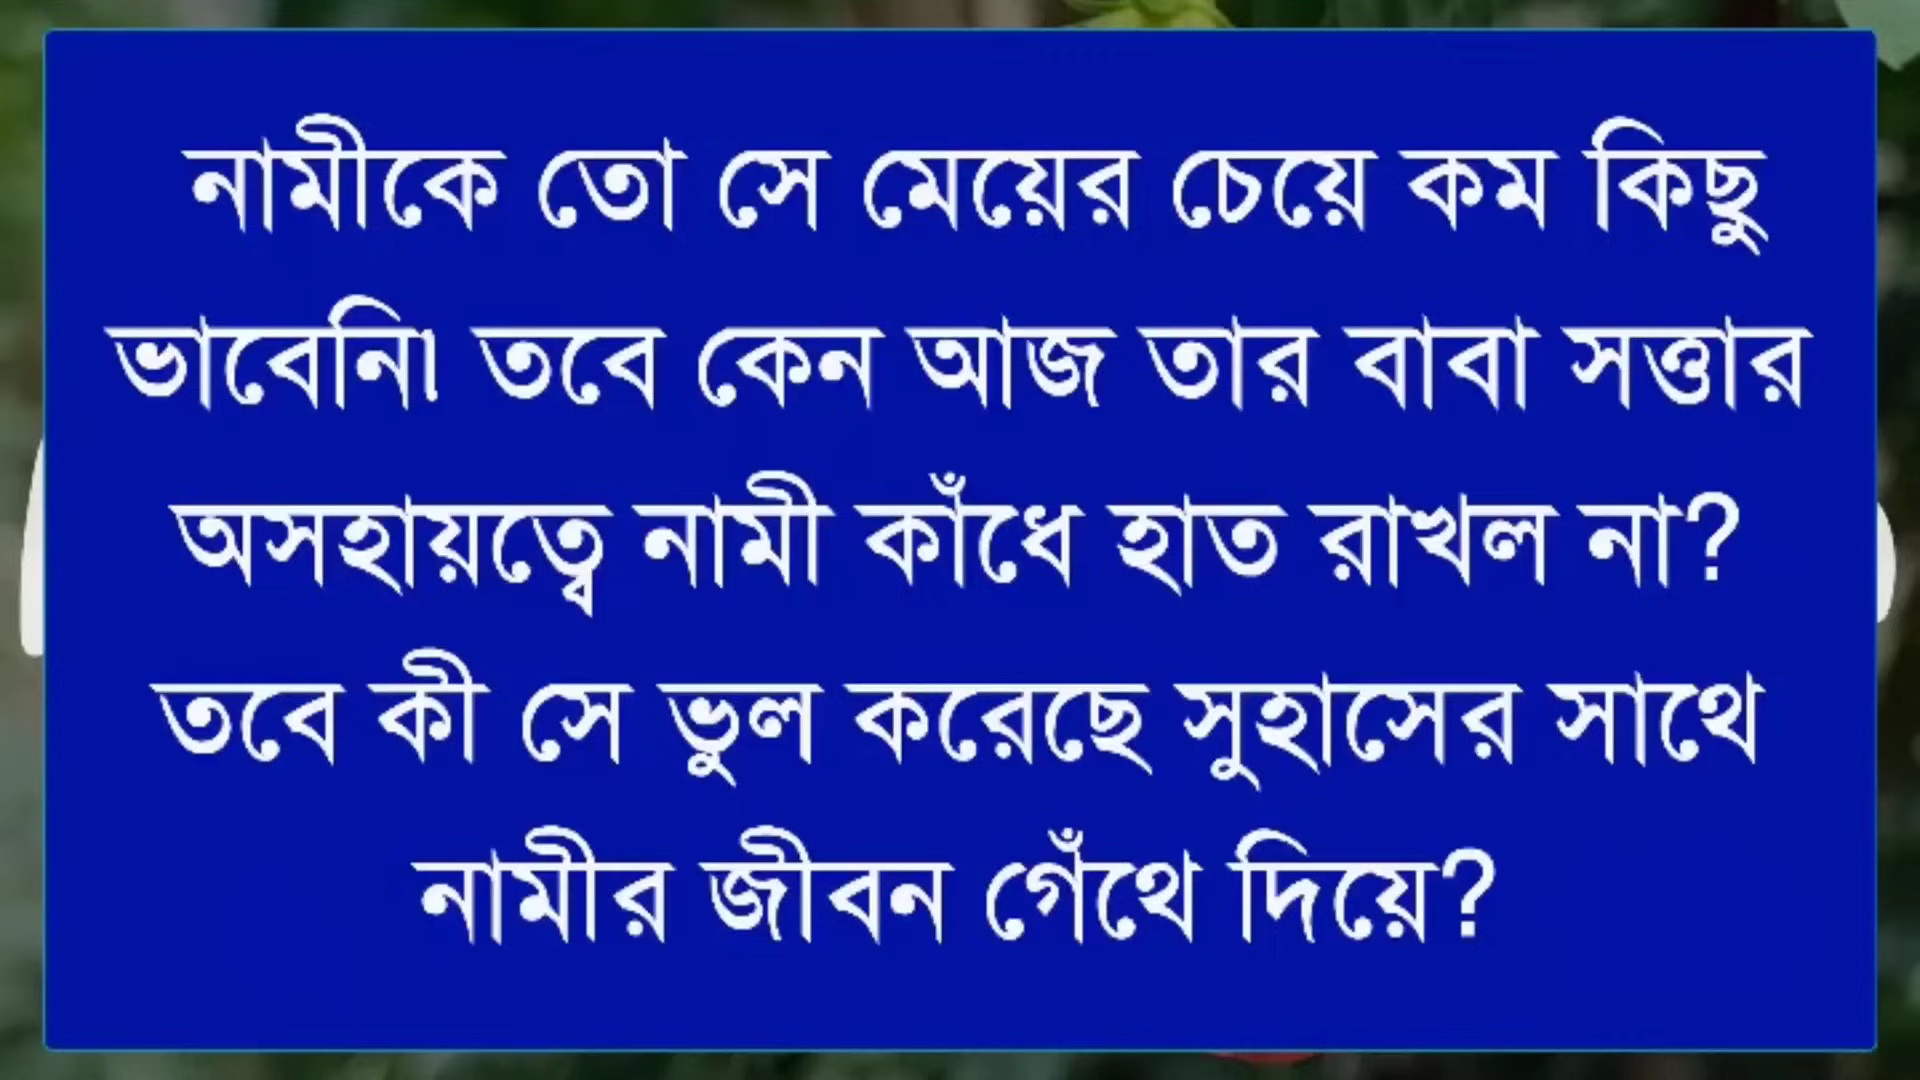 নামীকে তো সে মেয়ের চেয়ে কম কিছু
ভাবেনি৷ তবে কেন আজ তার বাবা সত্তার
অসহায়ত্বে নামী কাঁধে হাত রাখল না?
তবে কী সে ভুল করেছে সুহাসের সাথে
নামীর জীবন গেঁথে দিয়ে?